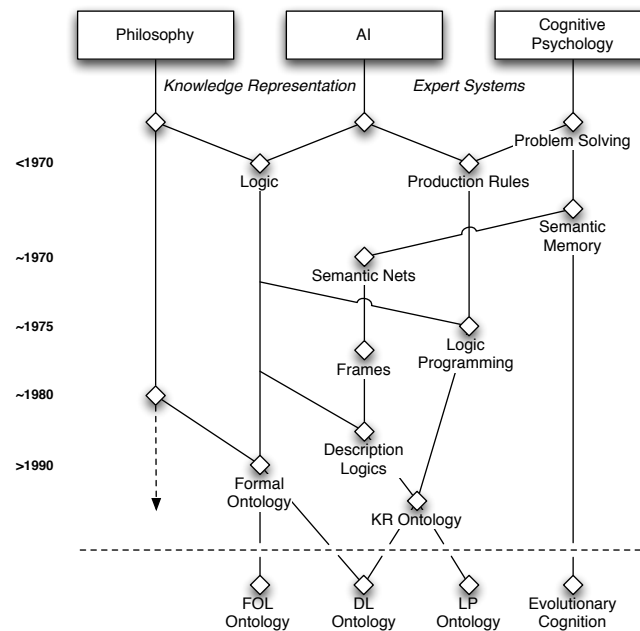 Philosophy
AI
Cognitive
Psychology
Knowledge Representation
Expert Systems
Problem Solving
<1970
Logic
Production Rules
Semantic
Memory
~1970
Semantic Nets
~1975
Logic
Programming
Frames
~1980
Description
Logics
>1990
Formal
Ontology
KR Ontology
FOL
Ontology
DL
Ontology
LP
Ontology
Evolutionary
Cognition